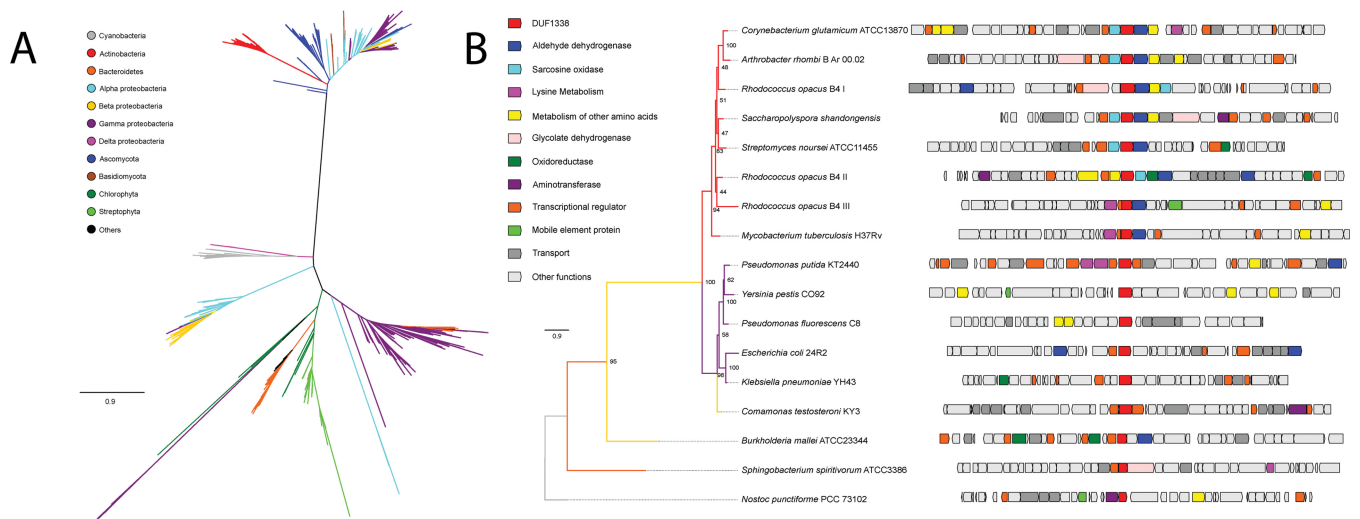 A
Cyanobacteria
Actinobacteria
Bacteroidetes
Alpha proteobacteria
Beta proteobacteria
Gamma proteobacteria
Delta proteobacteria
Ascomycota
Basidiomycota
Chlorophyta
Streptophyta
Others
0.9
B
DUF1338
Aldehyde dehydrogenase
Sarcosine oxidase
Lysine Metabolism
Metabolism of other amino acids
Glycolate dehydrogenase
Oxidoreductase
Aminotransferase
Transcriptional regulator
Mobile element protein
Transport
Other functions
0.9
Corynebacterium glutamicum ATCC13870
100
Arthrobacter rhombi B Ar 00.02
48
Rhodococcus opacus B4 I
51
Saccharopolyspora shandongensis
47
Streptomyces noursei ATCC11455
63
Rhodococcus opacus B4 II
44
Rhodococcus opacus B4 III
94
Mycobacterium tuberculosis H37Rv
Pseudomonas putida KT2440
62
100
Yersinia pestis CO92
100
Pseudomonas fluorescens C8
58
Escherichia coli 24R2
95
100
96
Klebsiella pneumoniae YH43
Comamonas testosteroni KY3
Burkholderia mallei ATCC23344
Sphingobacterium spiritivorum ATCC3386
Nostoc punctiforme PCC 73102